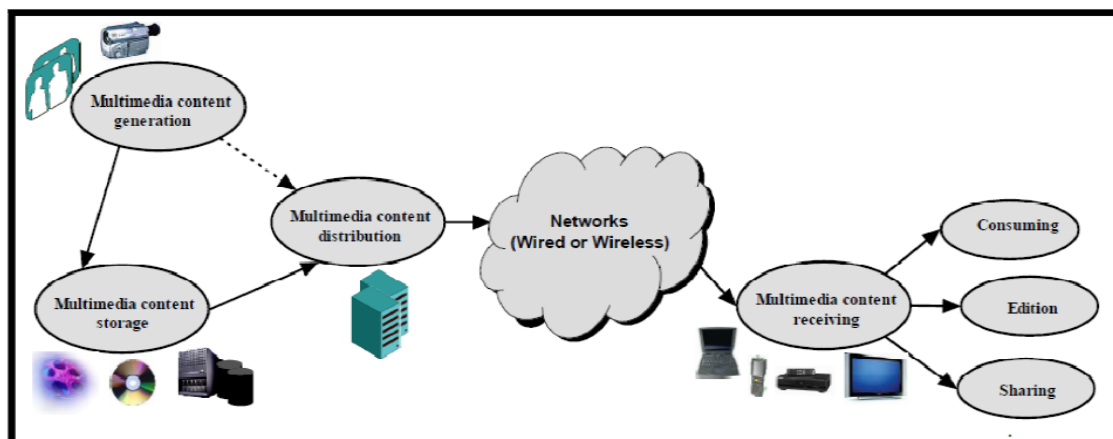 Multimedia content
generation
Multimedia content
distribution
Multimedia content
storage
Networks
(Wired or Wireless)
Multimedia content
receiving
Consuming
Edition
Sharing